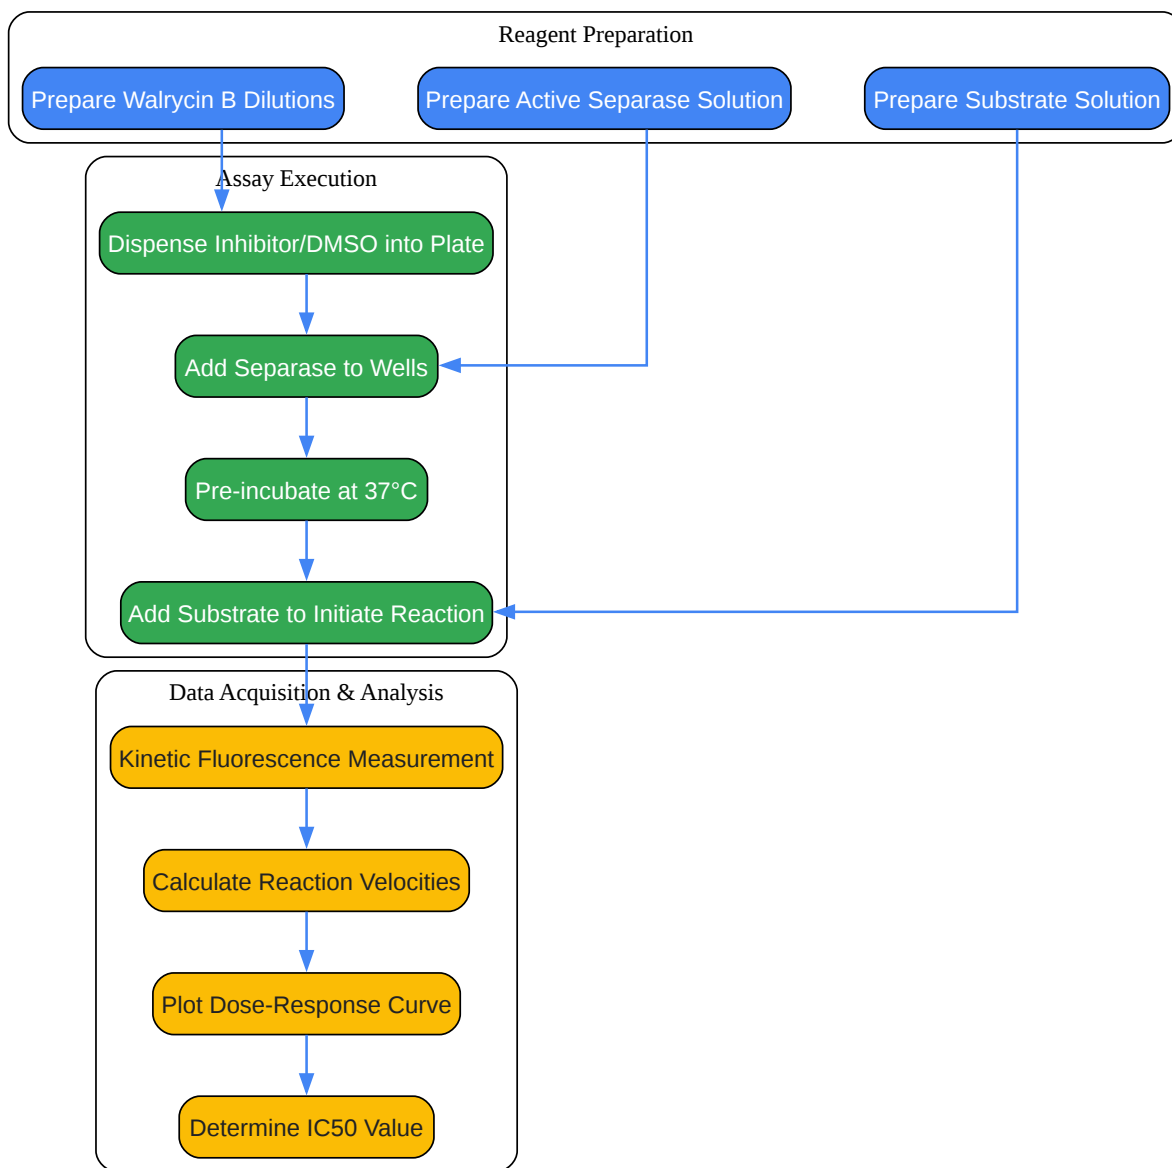 Reagent Preparation
Prepare Walrycin B Dilutions
Prepare Active Separase Solution
Prepare Substrate Solution
Assay Execution
Dispense Inhibitor/DMSO into Plate
Add Separase to Wells
Pre-incubate at 37°C
Add Substrate to Initiate Reaction
Data Acquisition & Analysis
Kinetic Fluorescence Measurement
Calculate Reaction Velocities
Plot Dose-Response Curve
Determine IC50 Value